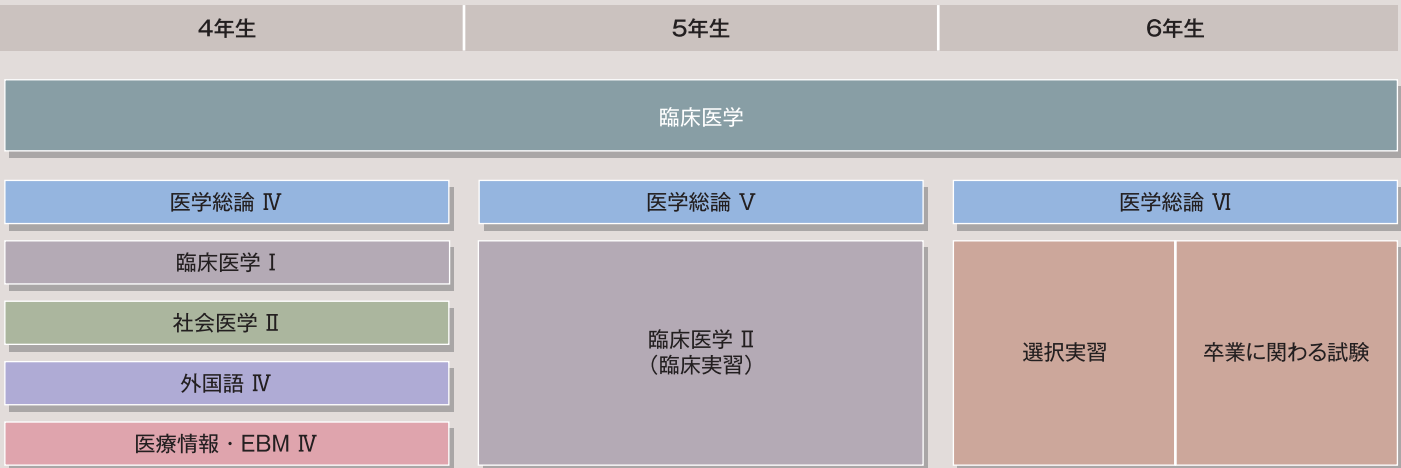 4年生
5年生
6年生
臨床医学
医学総論 Ⅳ
医学総論 Ⅴ
医学総論 Ⅵ
臨床医学 Ⅰ
社会医学 Ⅱ
外国語 Ⅳ
医療情報・EBM Ⅳ
臨床医学 Ⅱ
（臨床実習）
選択実習
卒業に関わる試験